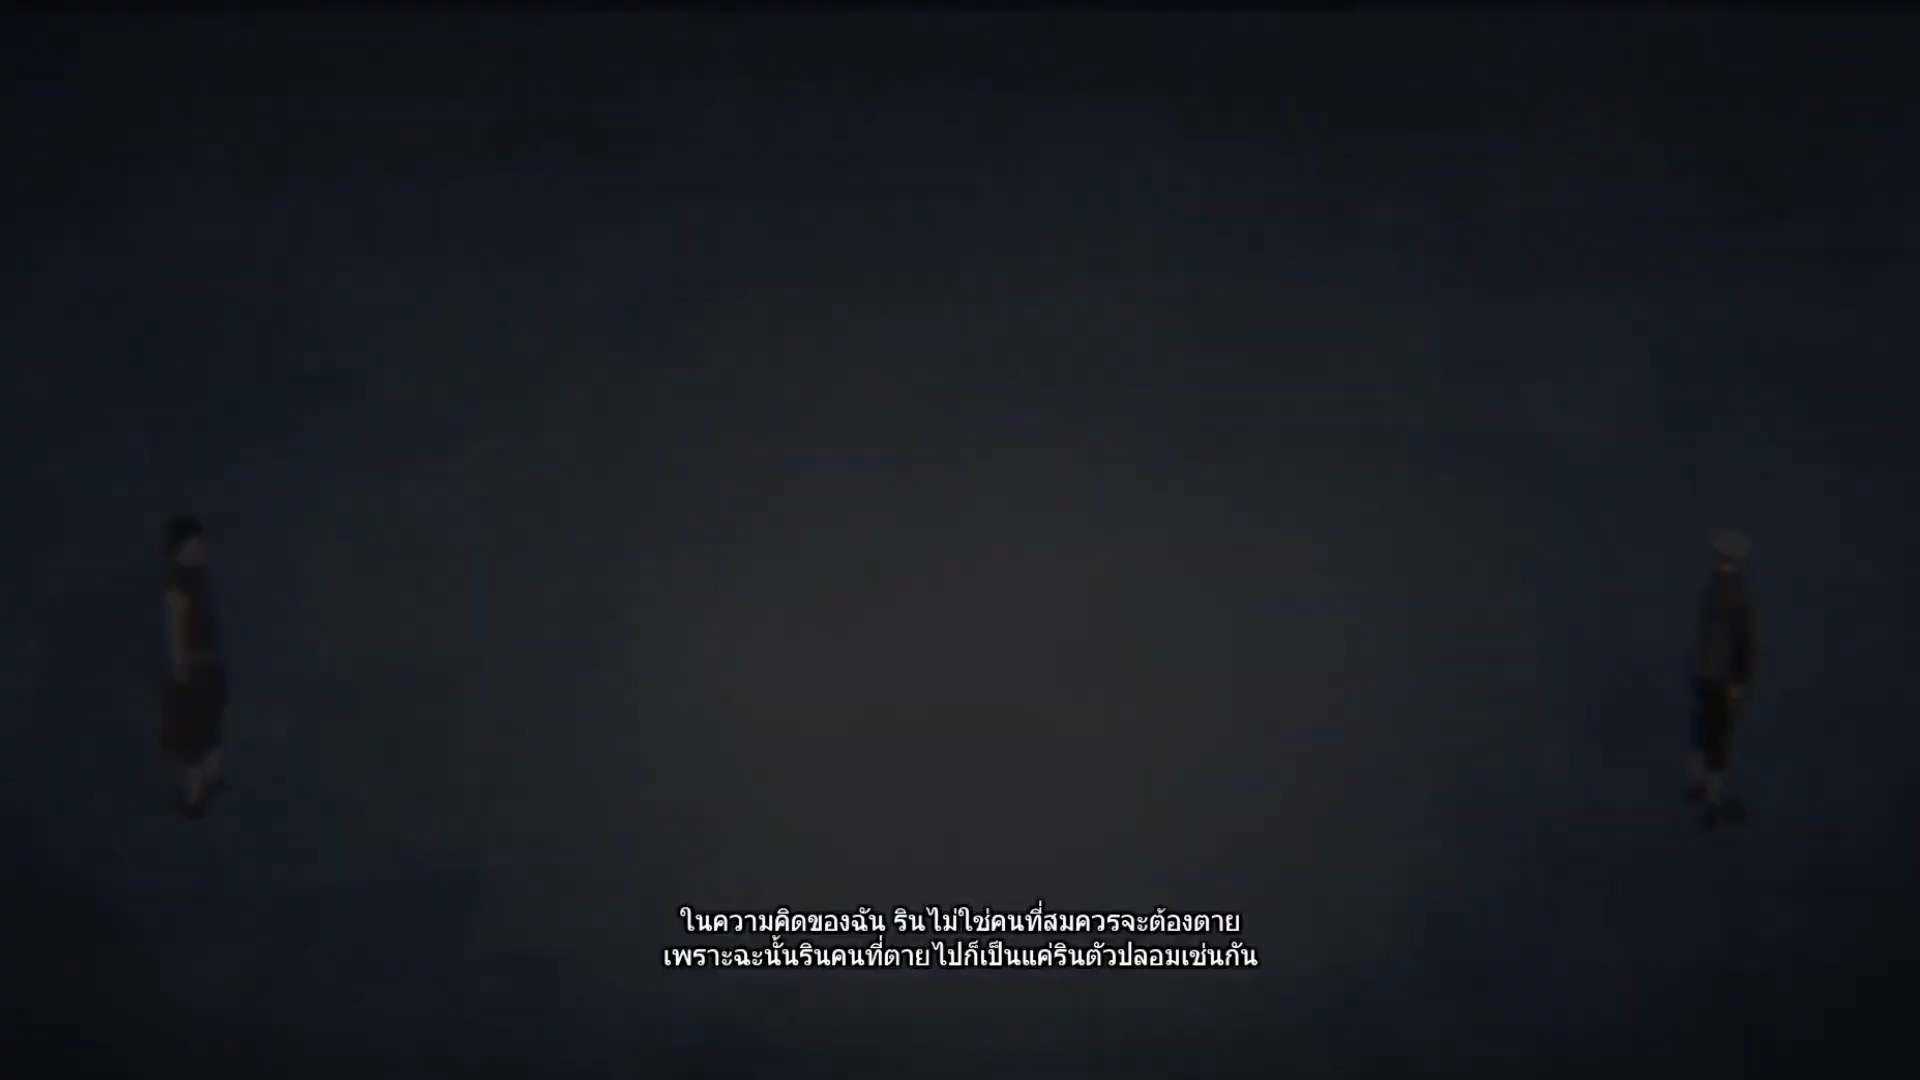 ในความคิดของฉัน รินไม่ใช่คนที่สมควรจะต้องตาย
เพราะฉะนั้นรินคนที่ตายไปก็เป็นแค่รินตัวปลอมเช่นกัน